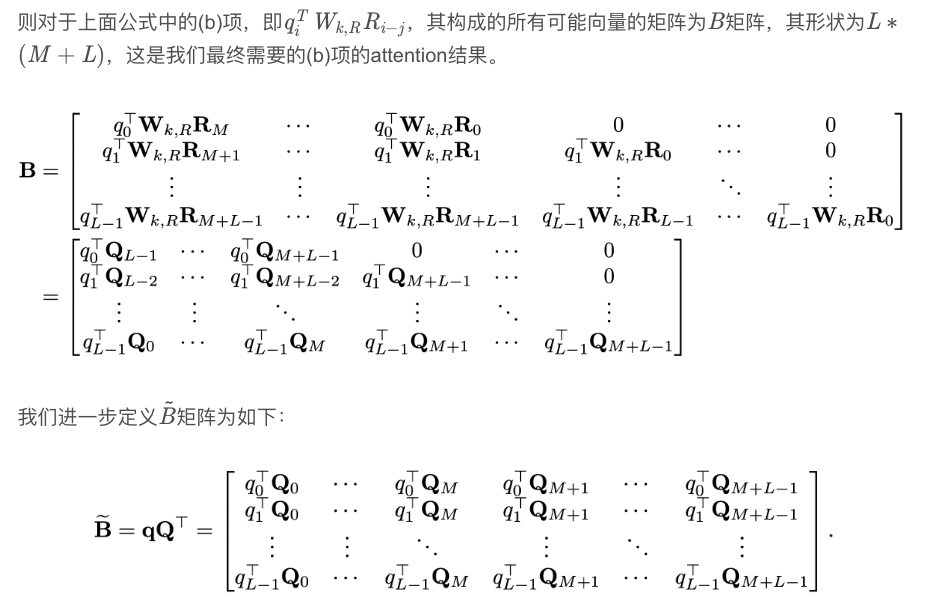 则对于上面公式中的(b)项，即$q_i^T W_{k,R} R_{i-j}$，其构成的所有可能向量的矩阵为$B$矩阵，其形状为$L *$
$(M + L)$，这是我们最终需要的(b)项的attention结果。
$\mathbf{B} = \begin{bmatrix} q_0^\top \mathbf{W}_{k,R}\mathbf{R}_M & \cdots & q_0^\top \mathbf{W}_{k,R}\mathbf{R}_0 & 0 & \cdots & 0 \\ q_1^\top \mathbf{W}_{k,R}\mathbf{R}_{M+1} & \cdots & q_1^\top \mathbf{W}_{k,R}\mathbf{R}_1 & q_1^\top \mathbf{W}_{k,R}\mathbf{R}_0 & \cdots & 0 \\ \vdots & \vdots & \vdots & \vdots & \ddots & \vdots \\ q_{L-1}^\top \mathbf{W}_{k,R}\mathbf{R}_{M+L-1} & \cdots & q_{L-1}^\top \mathbf{W}_{k,R}\mathbf{R}_{M+L-1} & q_{L-1}^\top \mathbf{W}_{k,R}\mathbf{R}_{L-1} & \cdots & q_{L-1}^\top \mathbf{W}_{k,R}\mathbf{R}_0 \end{bmatrix}$
$= \begin{bmatrix} q_0^\top \mathbf{Q}_{L-1} & \cdots & q_0^\top \mathbf{Q}_{M+L-1} & 0 & \cdots & 0 \\ q_1^\top \mathbf{Q}_{L-2} & \cdots & q_1^\top \mathbf{Q}_{M+L-2} & q_1^\top \mathbf{Q}_{M+L-1} & \cdots & 0 \\ \vdots & \vdots & \ddots & \vdots & \ddots & \vdots \\ q_{L-1}^\top \mathbf{Q}_0 & \cdots & q_{L-1}^\top \mathbf{Q}_M & q_{L-1}^\top \mathbf{Q}_{M+1} & \cdots & q_{L-1}^\top \mathbf{Q}_{M+L-1} \end{bmatrix}$
我们进一步定义$\tilde{B}$矩阵为如下：
$\widetilde{\mathbf{B}} = \mathbf{q}\mathbf{Q}^\top = \begin{bmatrix} q_0^\top \mathbf{Q}_0 & \cdots & q_0^\top \mathbf{Q}_M & q_0^\top \mathbf{Q}_{M+1} & \cdots & q_0^\top \mathbf{Q}_{M+L-1} \\ q_1^\top \mathbf{Q}_0 & \cdots & q_1^\top \mathbf{Q}_M & q_1^\top \mathbf{Q}_{M+1} & \cdots & q_1^\top \mathbf{Q}_{M+L-1} \\ \vdots & \vdots & \ddots & \vdots & \ddots & \vdots \\ q_{L-1}^\top \mathbf{Q}_0 & \cdots & q_{L-1}^\top \mathbf{Q}_M & q_{L-1}^\top \mathbf{Q}_{M+1} & \cdots & q_{L-1}^\top \mathbf{Q}_{M+L-1} \end{bmatrix}.$